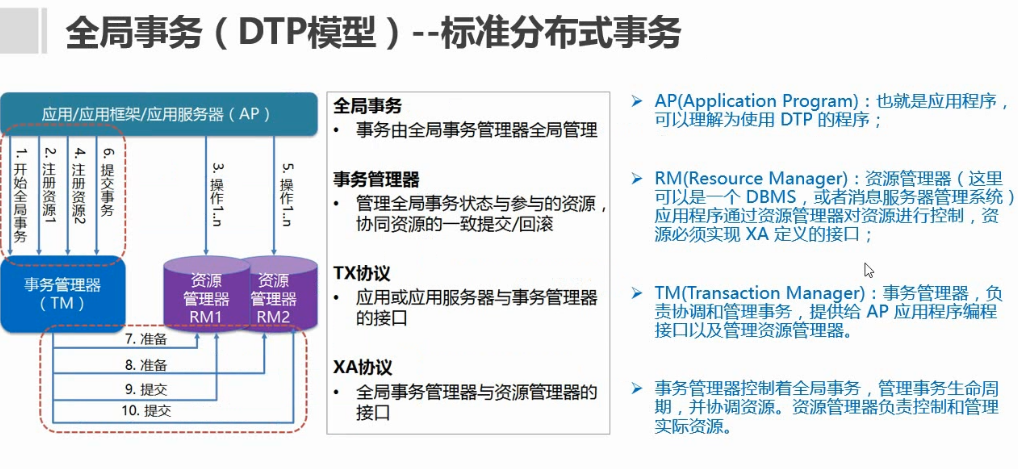 全局事务（DTP模型）--标准分布式事务
应用/应用框架/应用服务器（AP）
1. 开始全局事务
2. 注册资源1
4. 注册资源2
6. 提交事务
3. 操作1..n
5. 操作1..n
事务管理器
（TM）
资源
管理器
RM1
资源
管理器
RM2
7. 准备
8. 准备
9. 提交
10. 提交
全局事务
• 事务由全局事务管理器全局管理
事务管理器
• 管理全局事务状态与参与的资源，
协同资源的一致提交/回滚
TX协议
• 应用或应用服务器与事务管理器
的接口
XA协议
• 全局事务管理器与资源管理器的
接口
➢ AP(Application Program)：也就是应用程序，
可以理解为使用 DTP 的程序；
➢ RM(Resource Manager)：资源管理器（这里
可以是一个 DBMS，或者消息服务器管理系统）
应用程序通过资源管理器对资源进行控制，资
源必须实现 XA 定义的接口；
➢ TM(Transaction Manager)：事务管理器，负
责协调和管理事务，提供给 AP 应用程序编程
接口以及管理资源管理器。
➢ 事务管理器控制着全局事务，管理事务生命周
期，并协调资源。资源管理器负责控制和管理
实际资源。